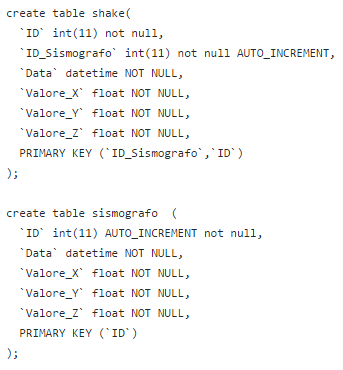 create table shake(
`ID` int(11) not null,
`ID_Sismografo` int(11) not null AUTO_INCREMENT,
`Data` datetime NOT NULL,
`Valore_X` float NOT NULL,
`Valore_Y` float NOT NULL,
`Valore_Z` float NOT NULL,
PRIMARY KEY (`ID_Sismografo`,`ID`)
);
create table sismografo  (
`ID` int(11) AUTO_INCREMENT not null,
`Data` datetime NOT NULL,
`Valore_X` float NOT NULL,
`Valore_Y` float NOT NULL,
`Valore_Z` float NOT NULL,
PRIMARY KEY (`ID`)
);